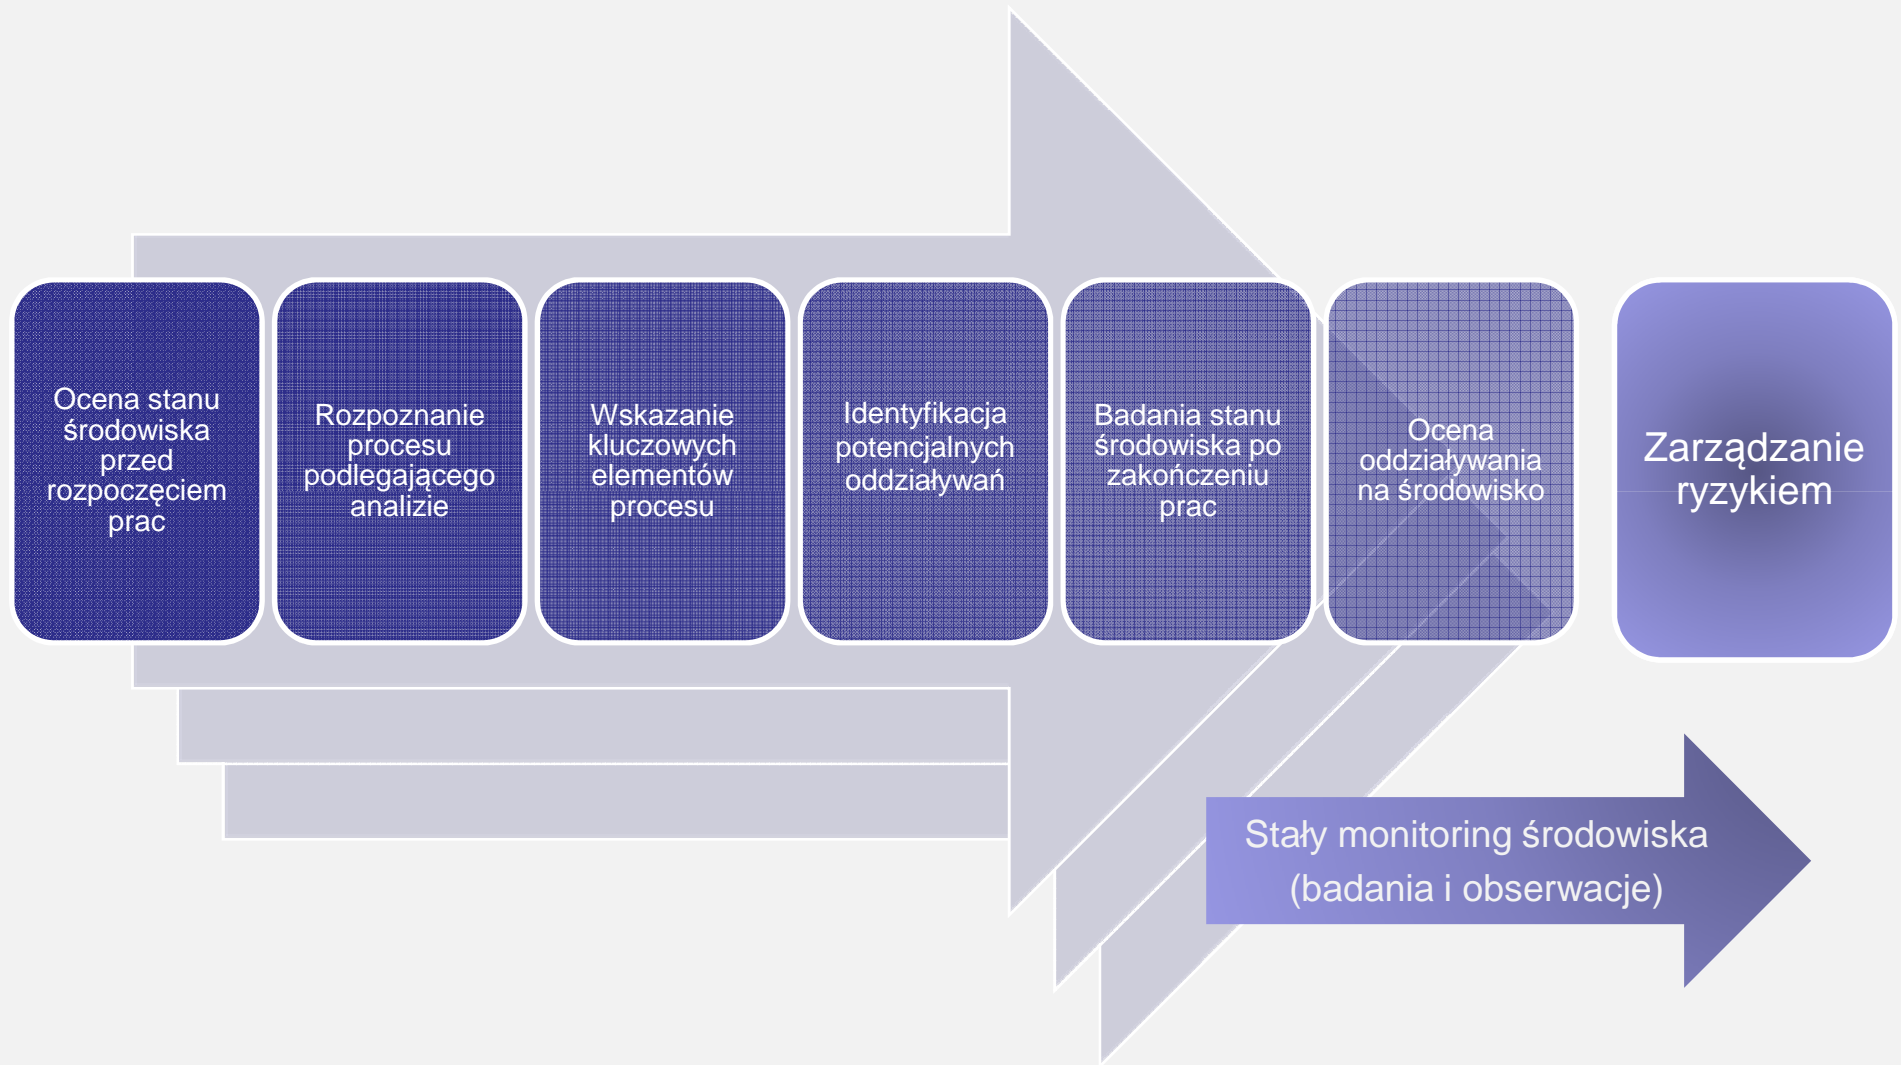 Ocena stanu
środowiska
przed
rozpoczęciem
prac
Rozpoznanie
procesu
podlegającego
analizie
Wskazanie
kluczowych
elementów
procesu
Identyfikacja
potencjalnych
oddziaływań
Badania stanu
środowiska po
zakończeniu
prac
Ocena
oddziaływania
na środowisko
Zarządzanie
ryzykiem
Stały monitoring środowiska
(badania i obserwacje)